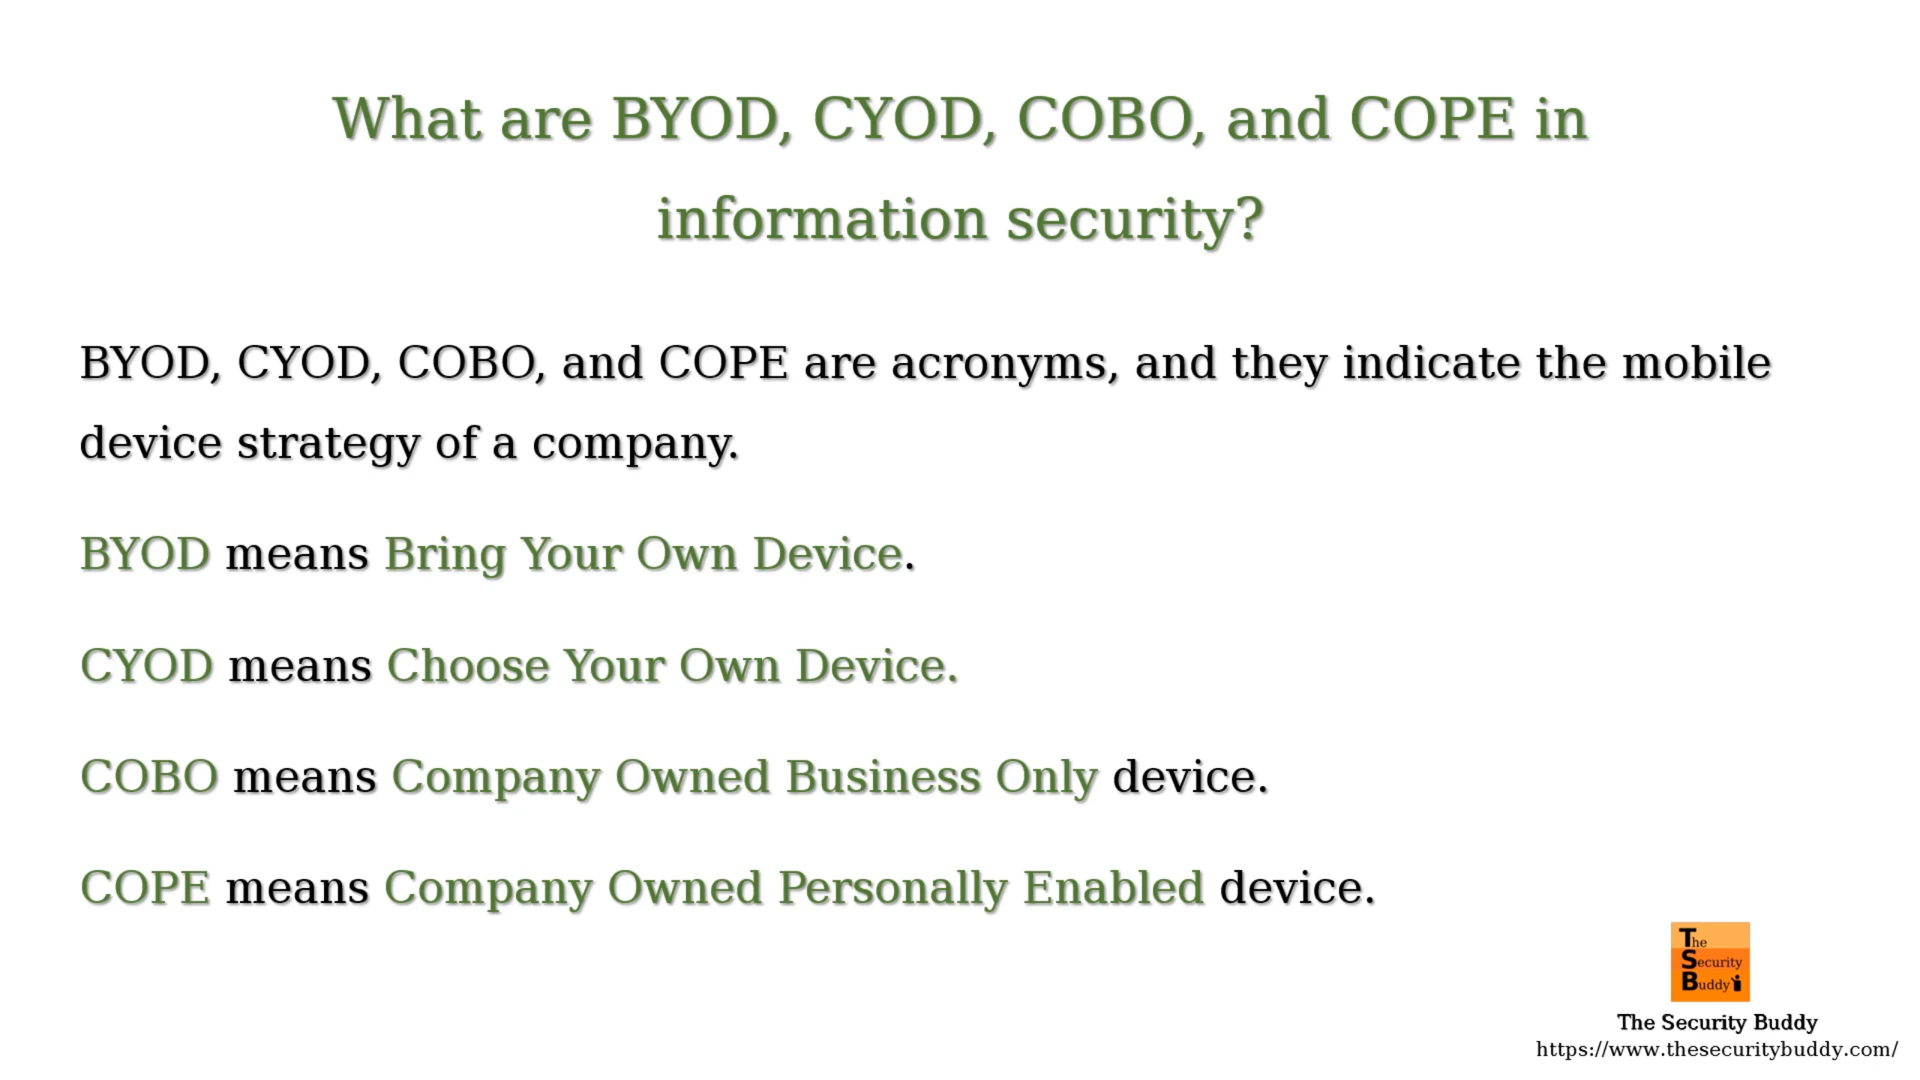 What are BYOD, CYOD, COBO, and COPE in
information security?
BYOD, CYOD, COBO, and COPE are acronyms, and they indicate the mobile
device strategy of a company.
BYOD means Bring Your Own Device.
CYOD means Choose Your Own Device.
COBO means Company Owned Business Only device.
COPE means Company Owned Personally Enabled device.
The
Security
Buddy
The Security Buddy
https://www.thesecuritybuddy.com/